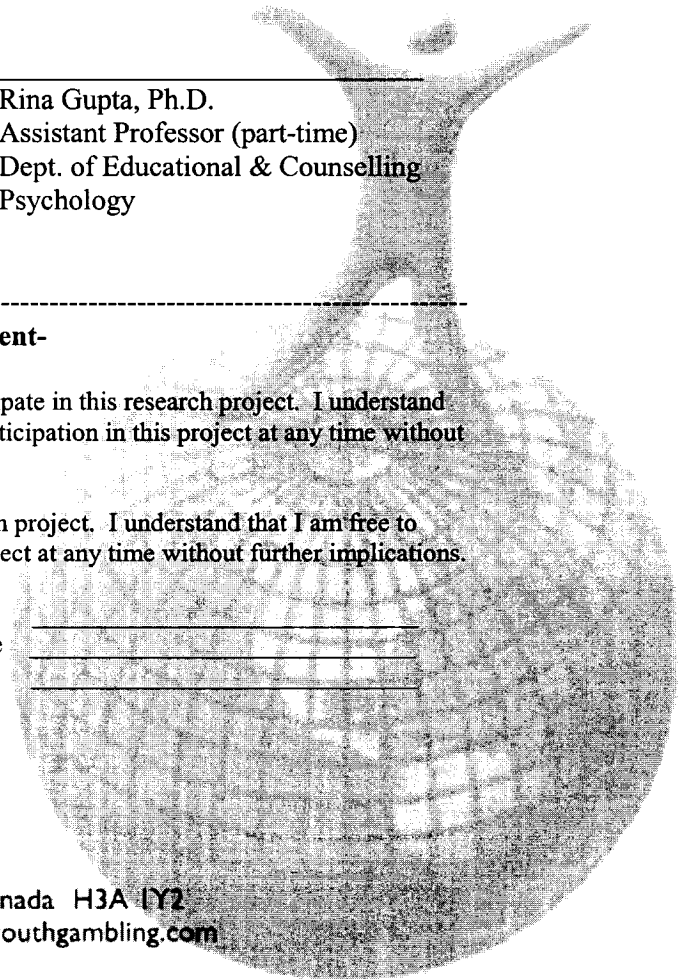 Rina Gupta, Ph.D.
Assistant Professor (part-time)
Dept. of Educational & Counselling
Psychology
ent-
pate in this research project. I understand
ticipation in this project at any time without
h project. I understand that I am free to
ect at any time without further implications.
e
nada H3A 1Y2
outhgambling.com